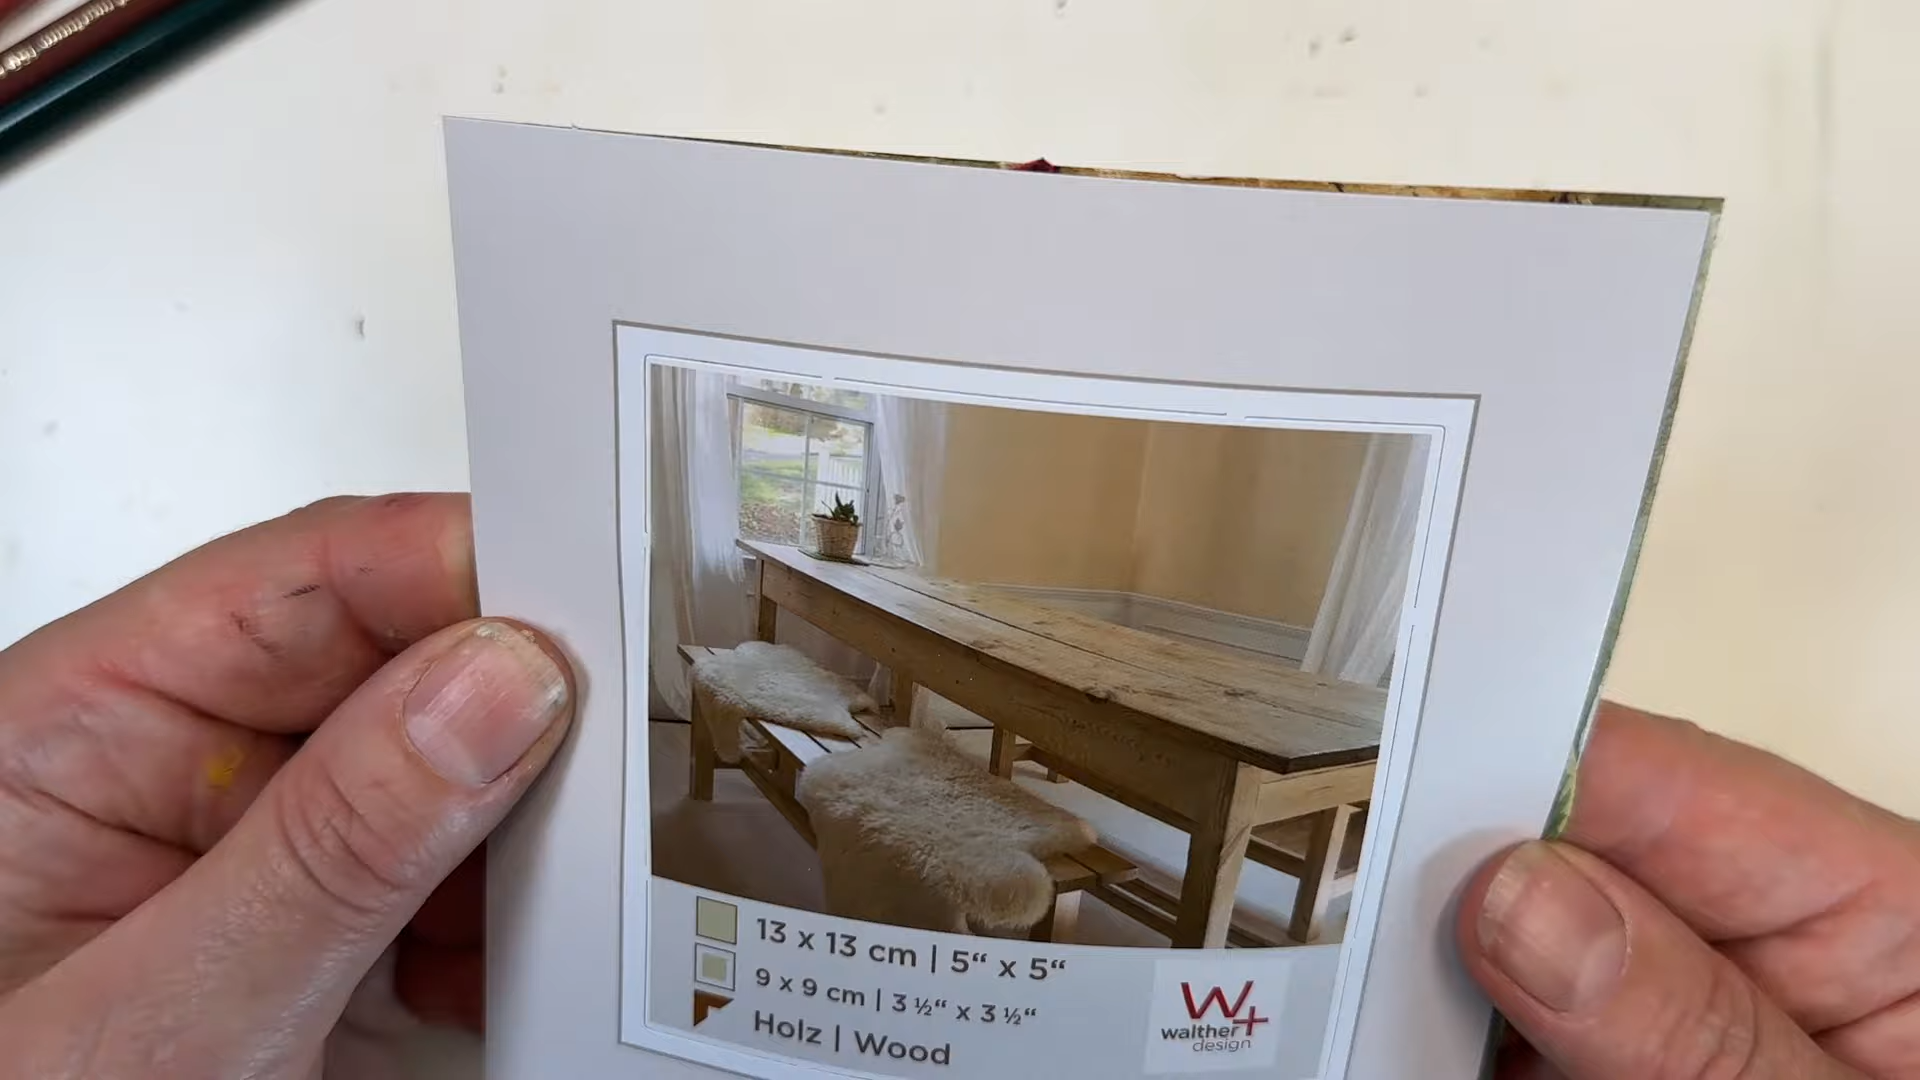 13 x 13 cm | 5“ x 5“
9 x 9 cm | 3 ½“ x 3 ½“
Holz | Wood
W+
walther
design